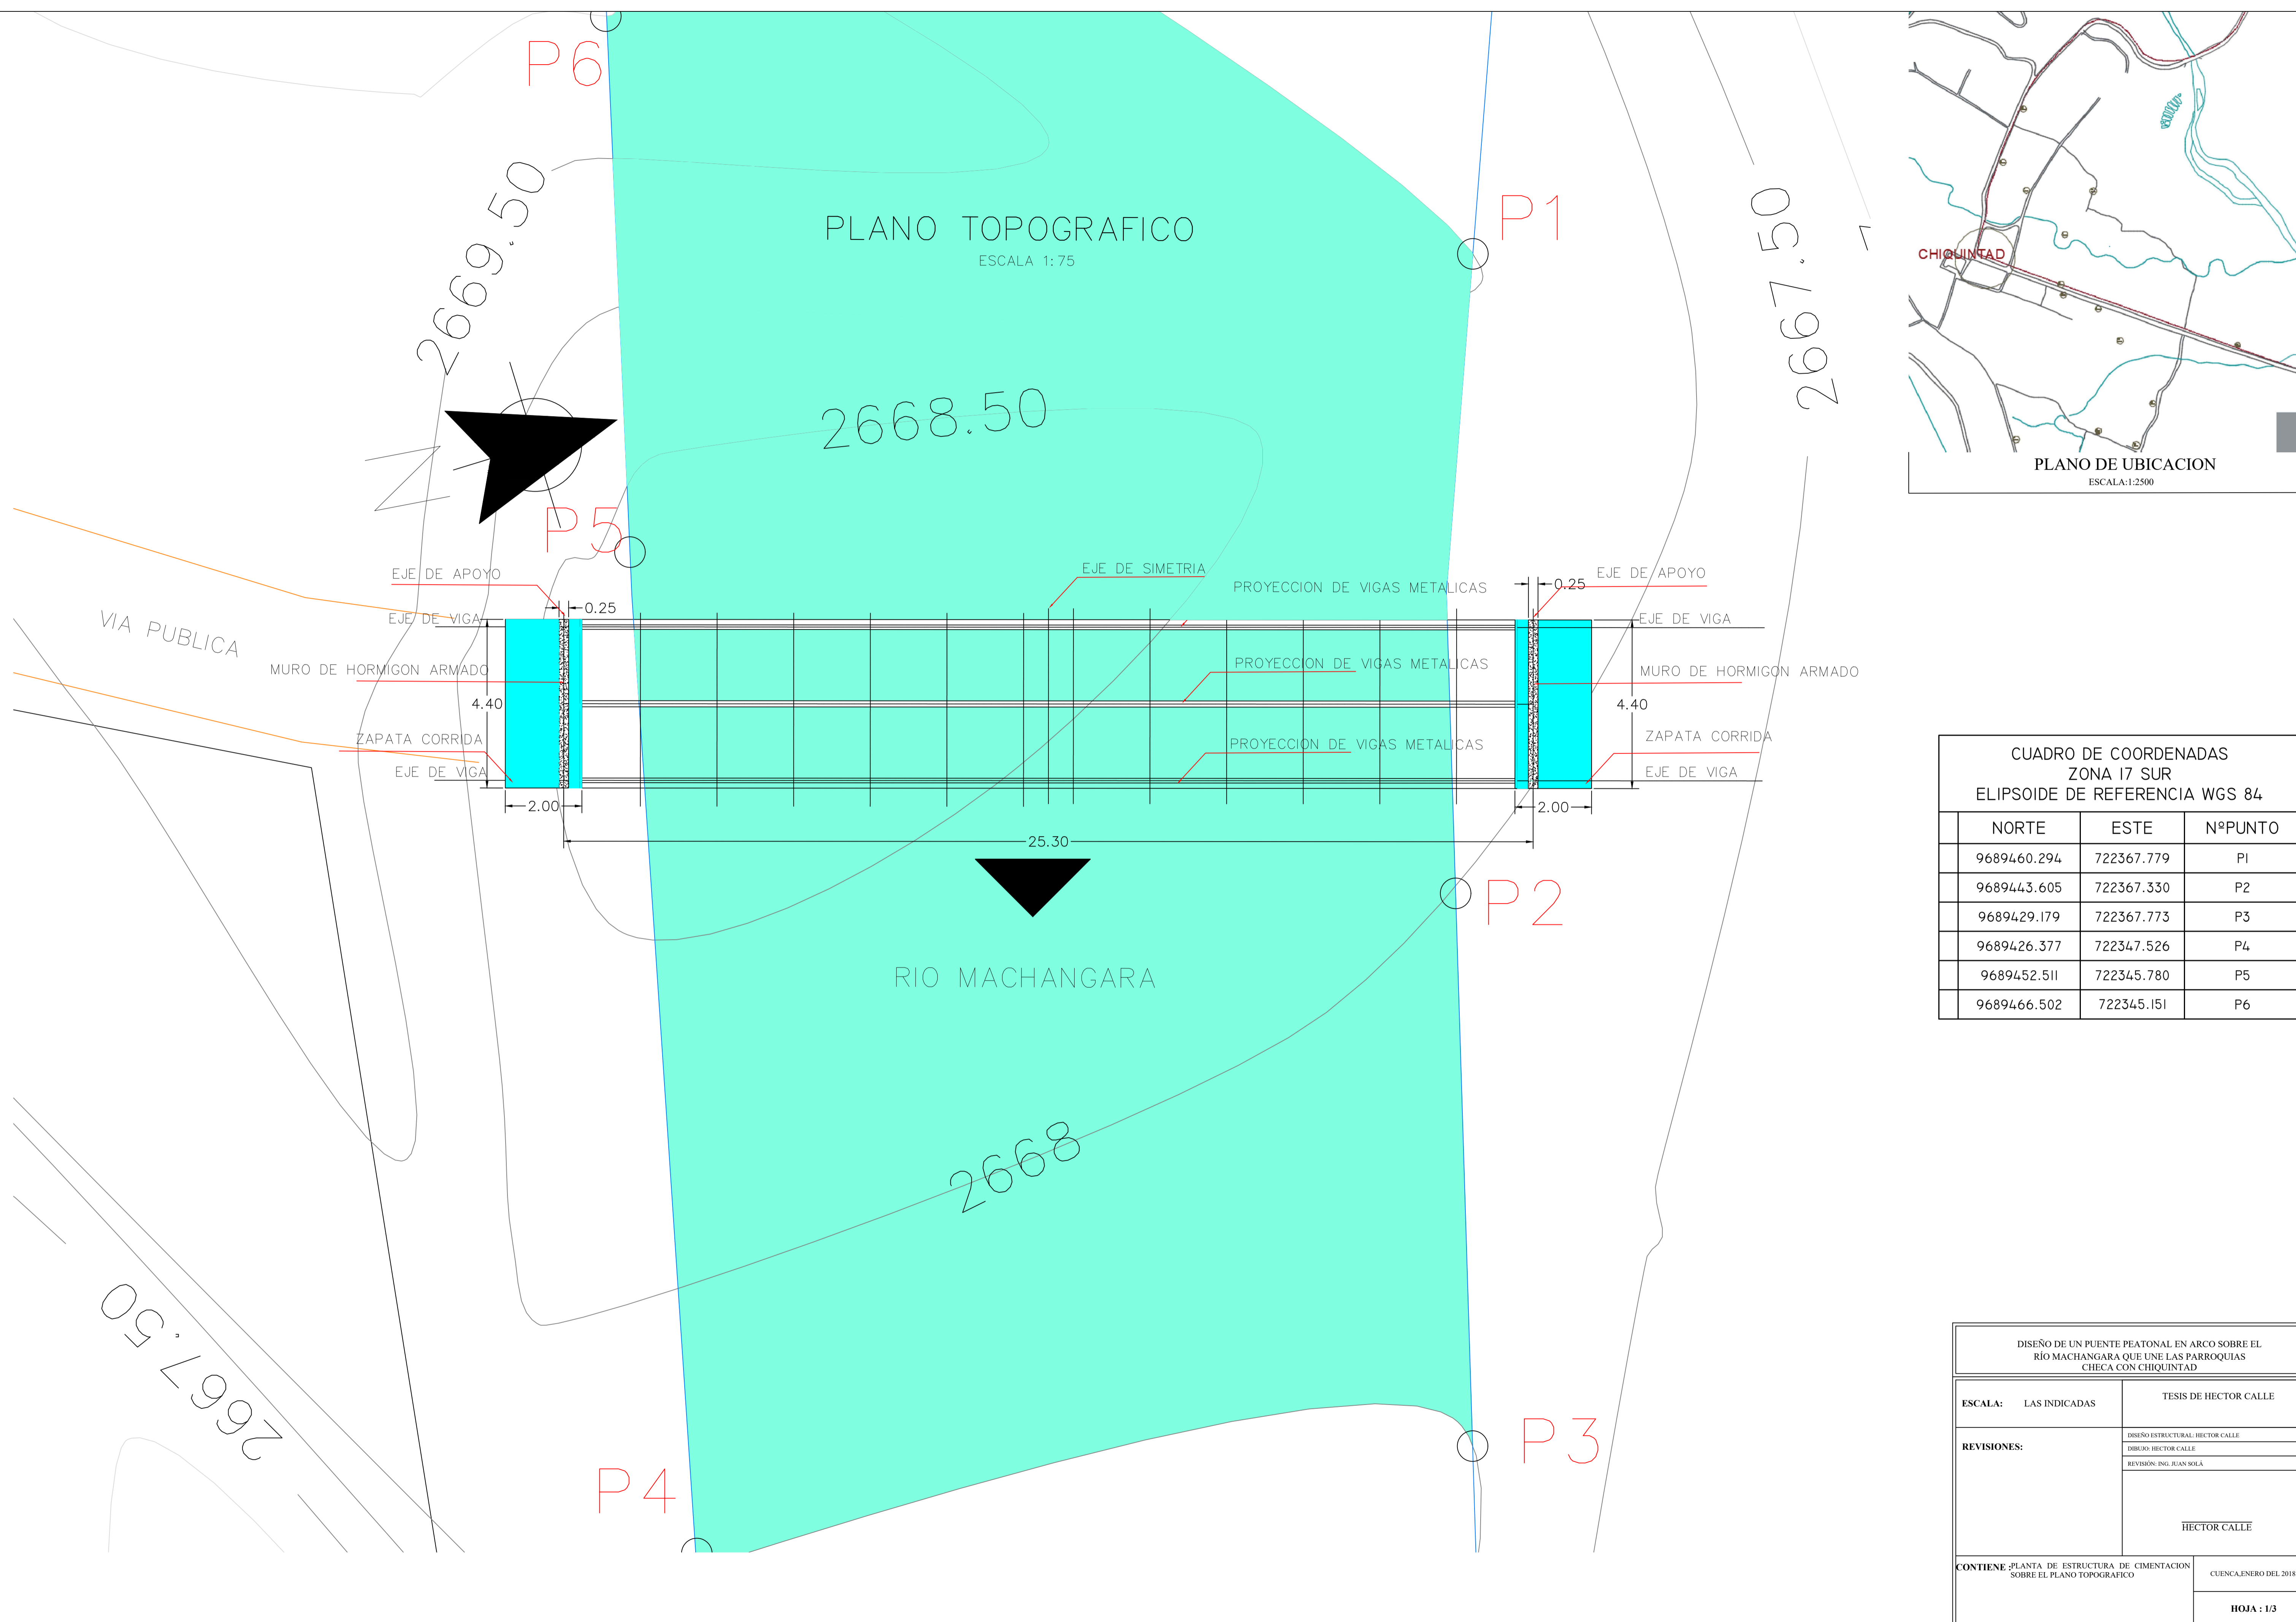 P6
2669.50
PLANO TOPOGRAFICO
ESCALA 1:75
P1
2667.50
2668.50
N
P5
EJE DE APOYO
EJE DE SIMETRIA
PROYECCION DE VIGAS METALICAS
0.25
EJE DE APOYO
0.25
VIA PUBLICA
EJE DE VIGA
EJE DE VIGA
MURO DE HORMIGON ARMADO
PROYECCION DE VIGAS METALICAS
MURO DE HORMIGON ARMADO
4.40
4.40
ZAPATA CORRIDA
PROYECCION DE VIGAS METALICAS
ZAPATA CORRIDA
EJE DE VIGA
EJE DE VIGA
2.00
2.00
25.30
P2
RIO MACHANGARA
2668
2667.50
P3
P4
CHIQUINTAD
PLANO DE UBICACION
ESCALA:1:2500
CUADRO DE COORDENADAS
ZONA 17 SUR
ELIPSOIDE DE REFERENCIA WGS 84
NORTE ESTE NºPUNTO
9689460.294 722367.779 P1
9689443.605 722367.330 P2
9689429.179 722367.773 P3
9689426.377 722347.526 P4
9689452.511 722345.780 P5
9689466.502 722345.151 P6
DISEÑO DE UN PUENTE PEATONAL EN ARCO SOBRE EL
RÍO MACHANGARA QUE UNE LAS PARROQUIAS
CHECA CON CHIQUINTAD
ESCALA: LAS INDICADAS
TESIS DE HECTOR CALLE
REVISIONES:
DISEÑO ESTRUCTURAL: HECTOR CALLE
DIBUJO: HECTOR CALLE
REVISIÓN: ING. JUAN SOLÁ
HECTOR CALLE
CONTIENE : PLANTA DE ESTRUCTURA DE CIMENTACION
SOBRE EL PLANO TOPOGRAFICO
CUENCA,ENERO DEL 2018
HOJA : 1/3